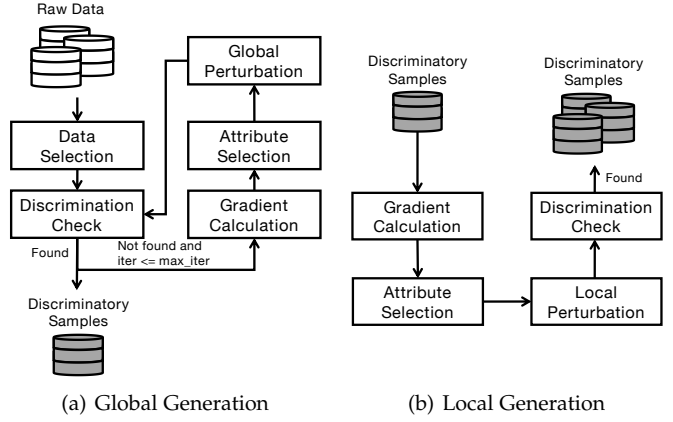 Raw Data
Data
Selection
Discrimination
Check
Found
Not found and
iter <= max_iter
Discriminatory
Samples
Global
Perturbation
Attribute
Selection
Gradient
Calculation
(a) Global Generation
Discriminatory
Samples
Gradient
Calculation
Attribute
Selection
Local
Perturbation
Discrimination
Check
Found
Discriminatory
Samples
(b) Local Generation